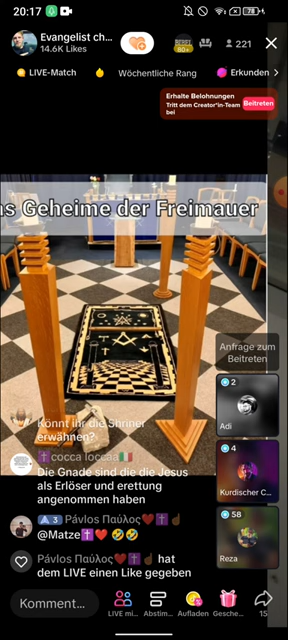 20:17
78
Evangelist ch...
14.6K Likes
221
LIVE-Match
Wöchentliche Rang
Erkunden
Erhalte Belohnungen
Tritt dem Creator*in-Team bei
Beitreten
as Geheime der Freimauer
Anfrage zum
Beitreten
2
Adi
4
Kurdischer C...
58
Reza
Könnt ihr die Shriner
erwähnen?
cocca loccaa
Die Gnade sind die die Jesus
als Erlöser und erettung
angenommen haben
3 Pávlos Παύλος
@Matze
Pávlos Παύλος hat
dem LIVE einen Like gegeben
Komment...
LIVE mi...
Abstim...
Aufladen
Gesche...
15